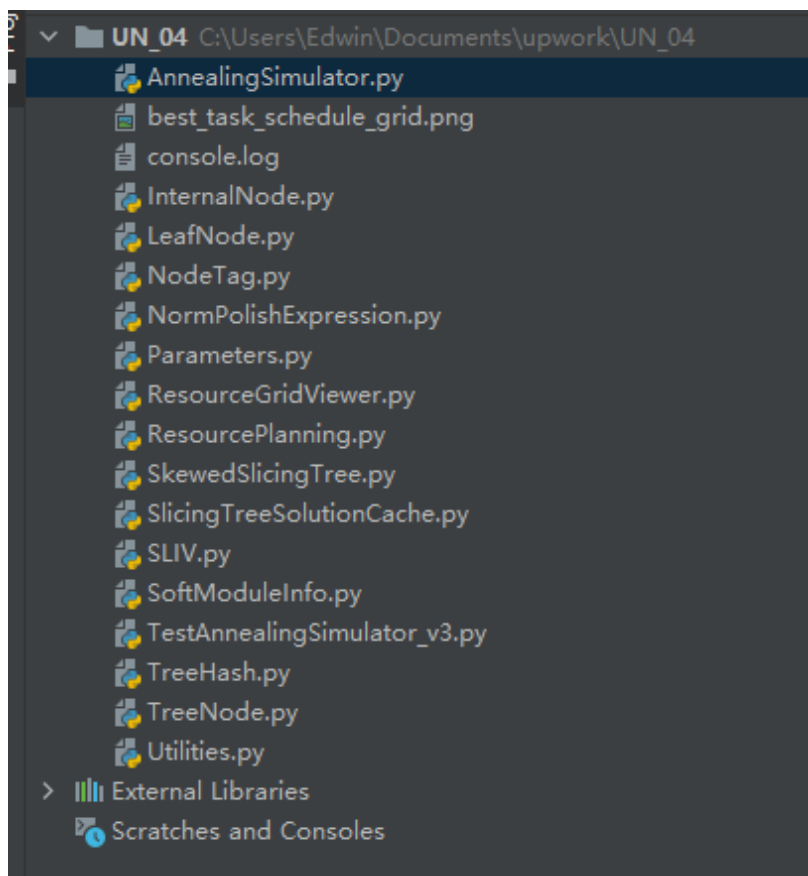 UN_04 C:\Users\Edwin\Documents\upwork\UN_04
AnnealingSimulator.py
best_task_schedule_grid.png
console.log
InternalNode.py
LeafNode.py
NodeTag.py
NormPolishExpression.py
Parameters.py
ResourceGridViewer.py
ResourcePlanning.py
SkewedSlicingTree.py
SlicingTreeSolutionCache.py
SLIV.py
SoftModuleInfo.py
TestAnnealingSimulator_v3.py
TreeHash.py
TreeNode.py
Utilities.py
External Libraries
Scratches and Consoles